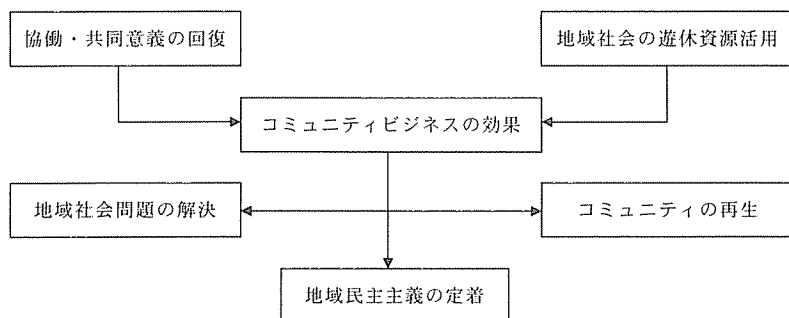 協働・共同意義の回復
地域社会の遊休資源活用
コミュニティビジネスの効果
地域社会問題の解決
コミュニティの再生
地域民主主義の定着